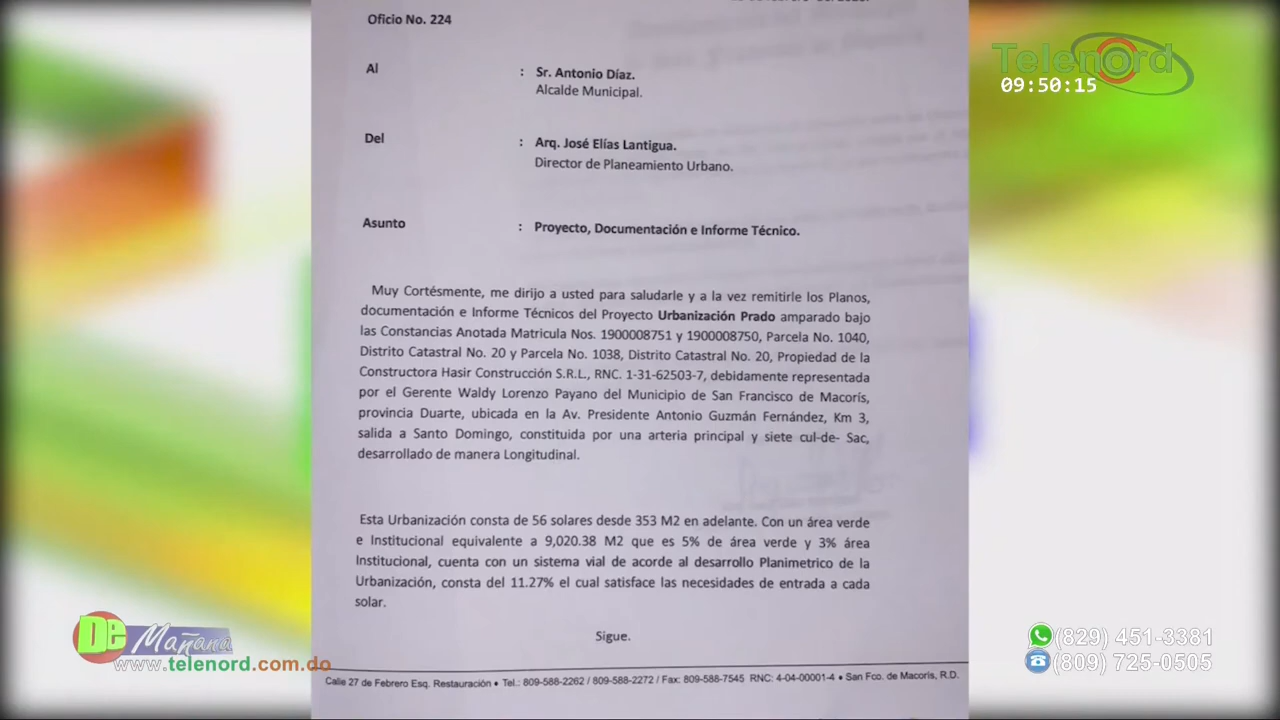 Oficio No. 224
Telenord
09:50:15
Al : Sr. Antonio Díaz.
Alcalde Municipal.
Del : Arq. José Elías Lantigua.
Director de Planeamiento Urbano.
Asunto : Proyecto, Documentación e Informe Técnico.
Muy Cortésmente, me dirijo a usted para saludarle y a la vez remitirle los Planos,
documentación e Informe Técnicos del Proyecto Urbanización Prado amparado bajo
las Constancias Anotada Matricula Nos. 1900008751 y 1900008750, Parcela No. 1040,
Distrito Catastral No. 20 y Parcela No. 1038, Distrito Catastral No. 20, Propiedad de la
Constructora Hasir Construcción S.R.L., RNC. 1-31-62503-7, debidamente representada
por el Gerente Waldy Lorenzo Payano del Municipio de San Francisco de Macorís,
provincia Duarte, ubicada en la Av. Presidente Antonio Guzmán Fernández, Km 3,
salida a Santo Domingo, constituida por una arteria principal y siete cul-de- Sac,
desarrollado de manera Longitudinal.
Esta Urbanización consta de 56 solares desde 353 M2 en adelante. Con un área verde
e Institucional equivalente a 9,020.38 M2 que es 5% de área verde y 3% área
Institucional, cuenta con un sistema vial de acorde al desarrollo Planimetrico de la
Urbanización, consta del 11.27% el cual satisface las necesidades de entrada a cada
solar.
Sigue.
De Mañana
www.telenord.com.do
(829) 451-3381
(809) 725-0505
Calle 27 de Febrero Esq. Restauración • Tel.: 809-588-2262 / 809-588-2272 / Fax: 809-588-7545 RNC: 4-04-00001-4 • San Fco. de Macorís, R.D.